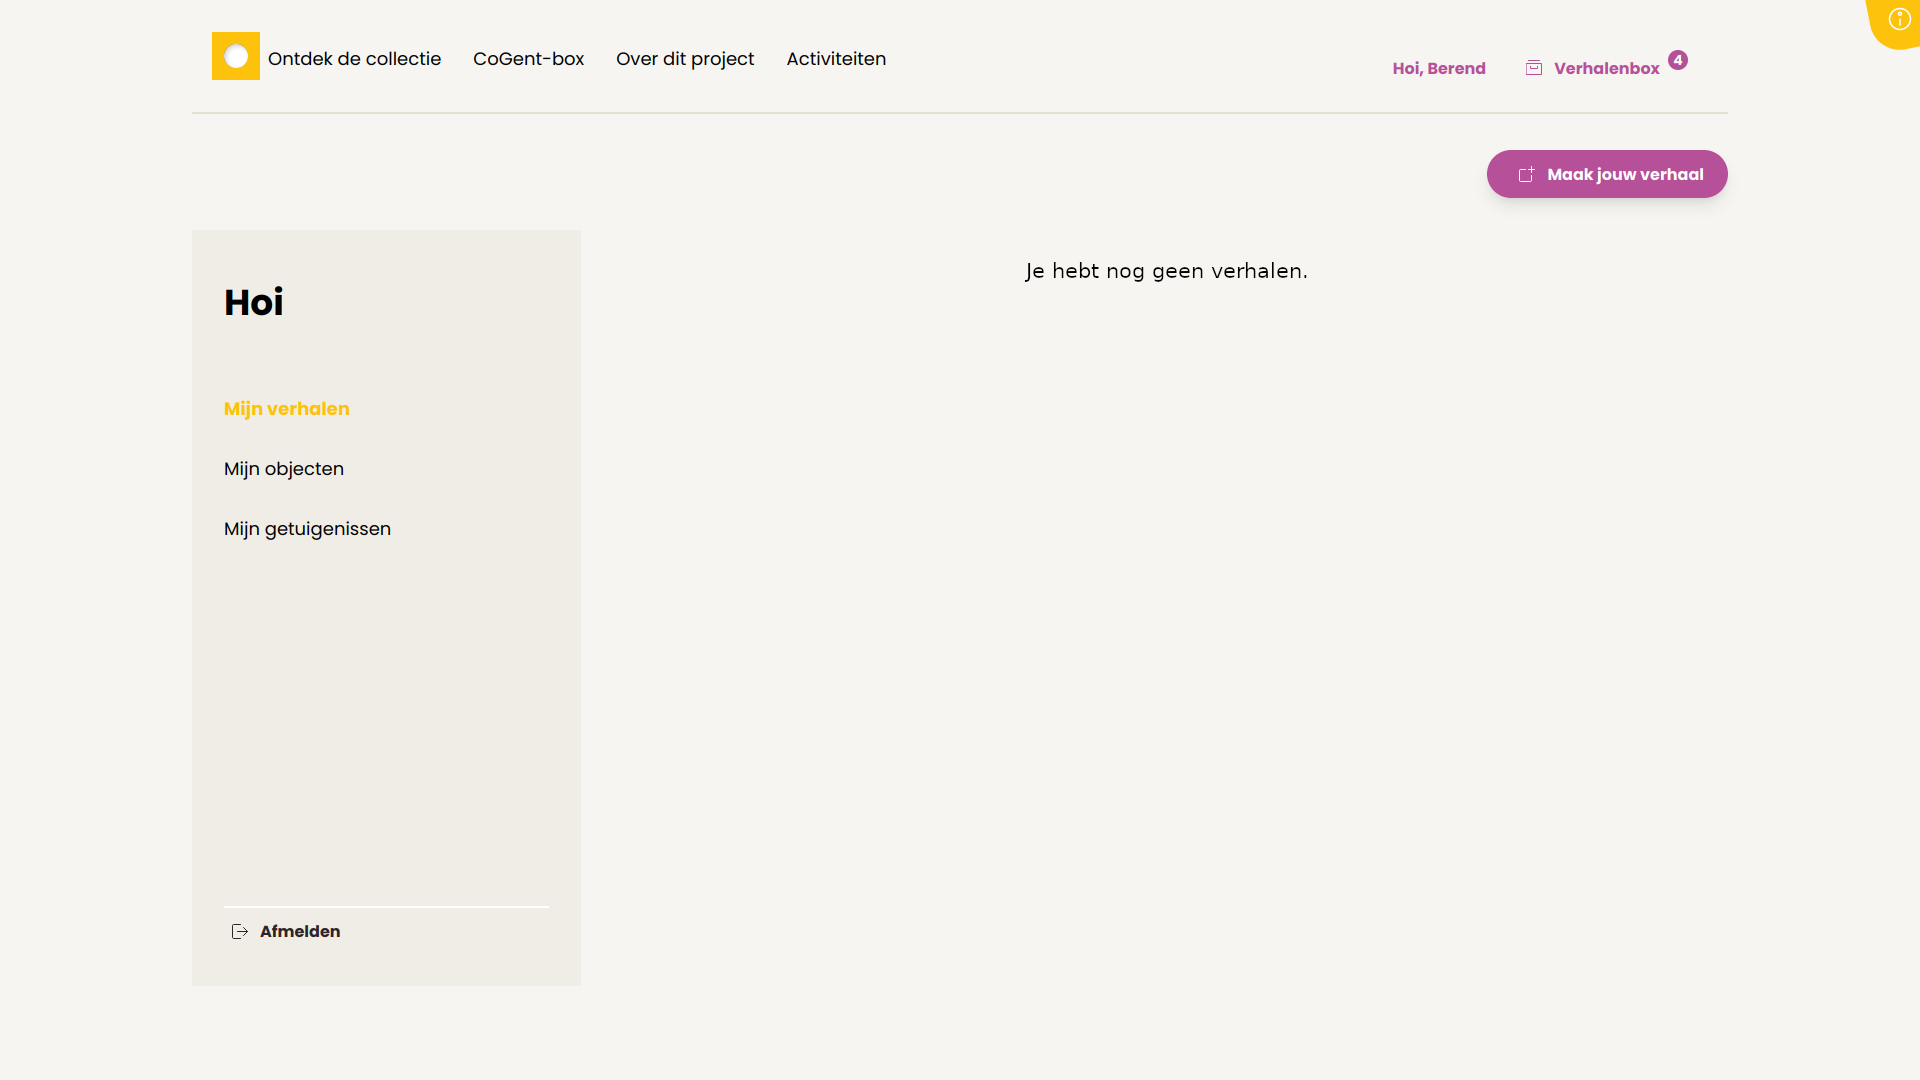 Ontdek de collectie
CoGent-box
Over dit project
Activiteiten
Hoi, Berend
Verhalenbox
4
Maak jouw verhaal
Hoi
Je hebt nog geen verhalen.
Mijn verhalen
Mijn objecten
Mijn getuigenissen
Afmelden